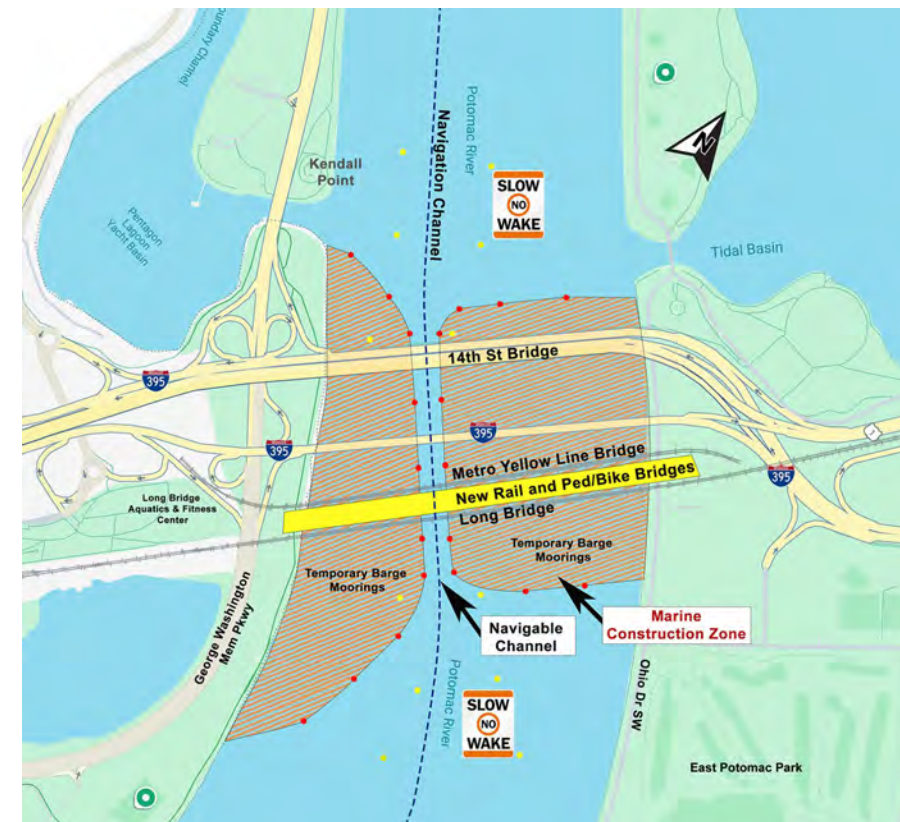 Boundary Channel
Navigation Channel
Potomac River
N
Kendall
Point
SLOW
NO
WAKE
Pentagon
Lagoon
Yacht Basin
Tidal Basin
14th St Bridge
395
395
395
1
Metro Yellow Line Bridge
New Rail and Ped/Bike Bridges
395
Long Bridge
Aquatics & Fitness
Center
Long Bridge
Temporary Barge
Moorings
Temporary Barge
Moorings
George Washington
Mem Pkwy
Navigable
Channel
Marine
Construction Zone
Potomac River
Ohio Dr SW
SLOW
NO
WAKE
East Potomac Park